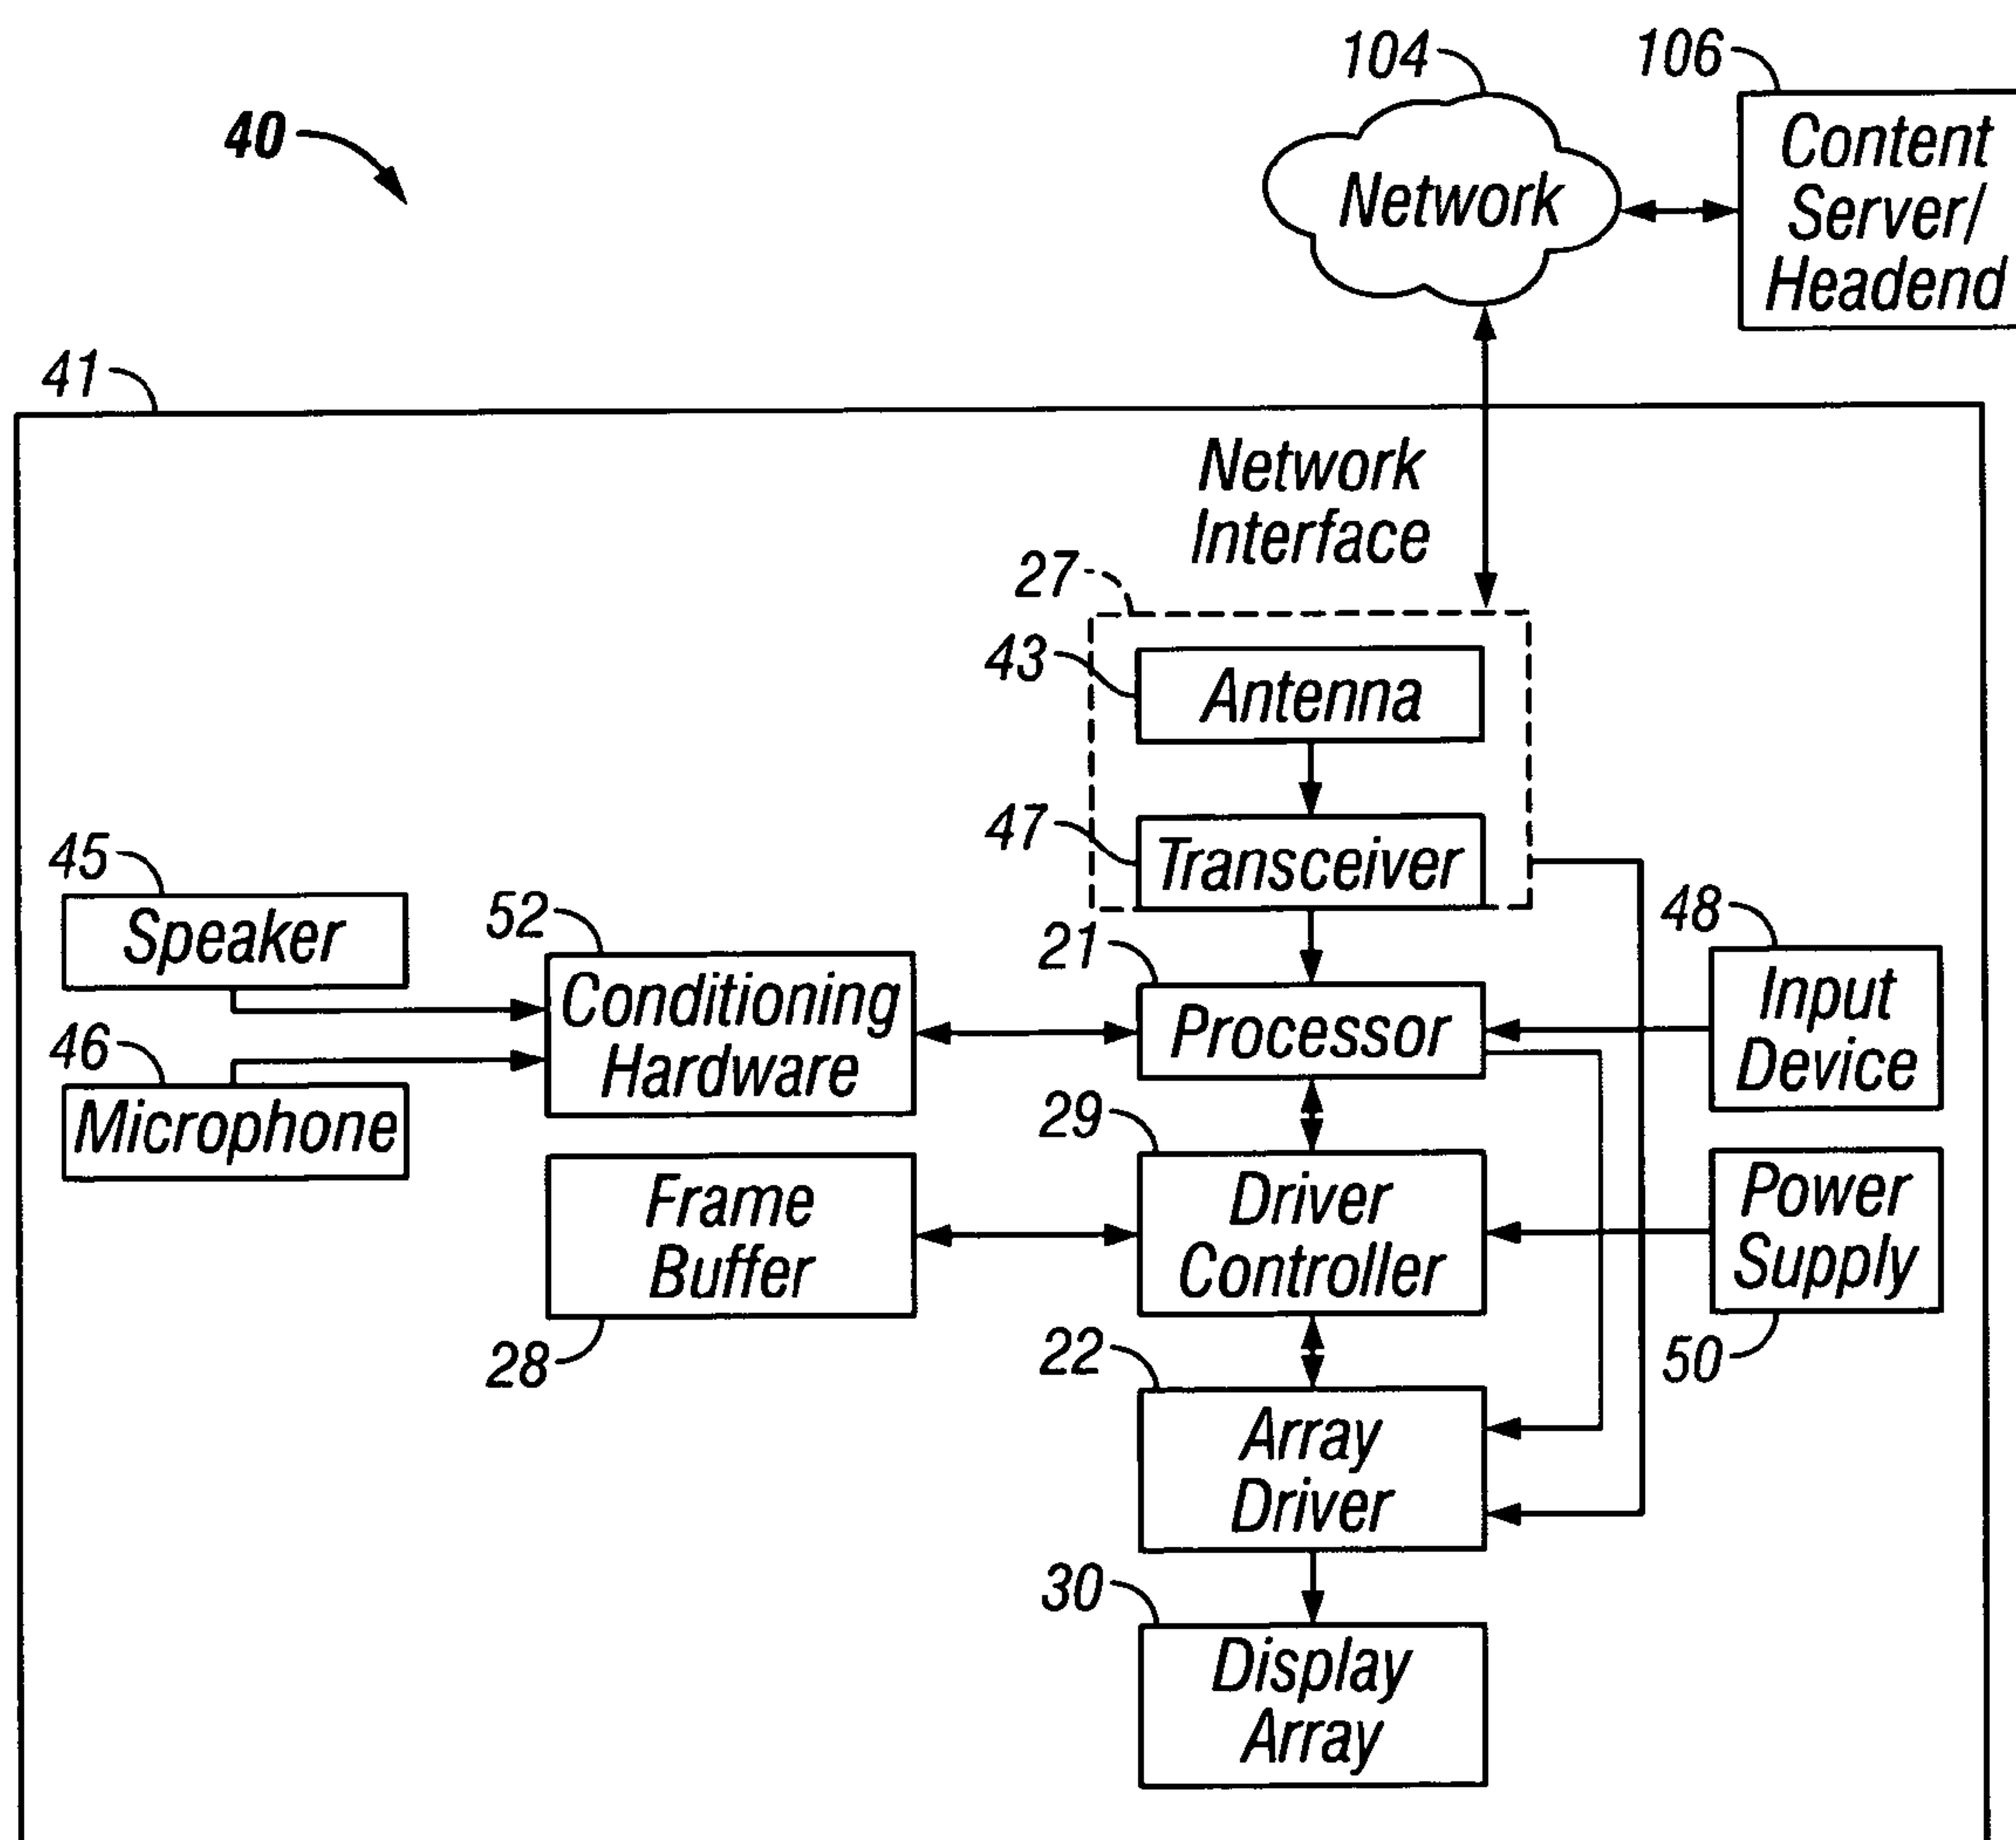 104
106
40
Network
Content
Server/
Headend
41
Network
Interface
27
43
Antenna
47
Transceiver
45
Speaker
52
Conditioning
Hardware
21
Processor
48
Input
Device
46
Microphone
29
Driver
Controller
Frame
Buffer
28
Power
Supply
50
22
Array
Driver
30
Display
Array